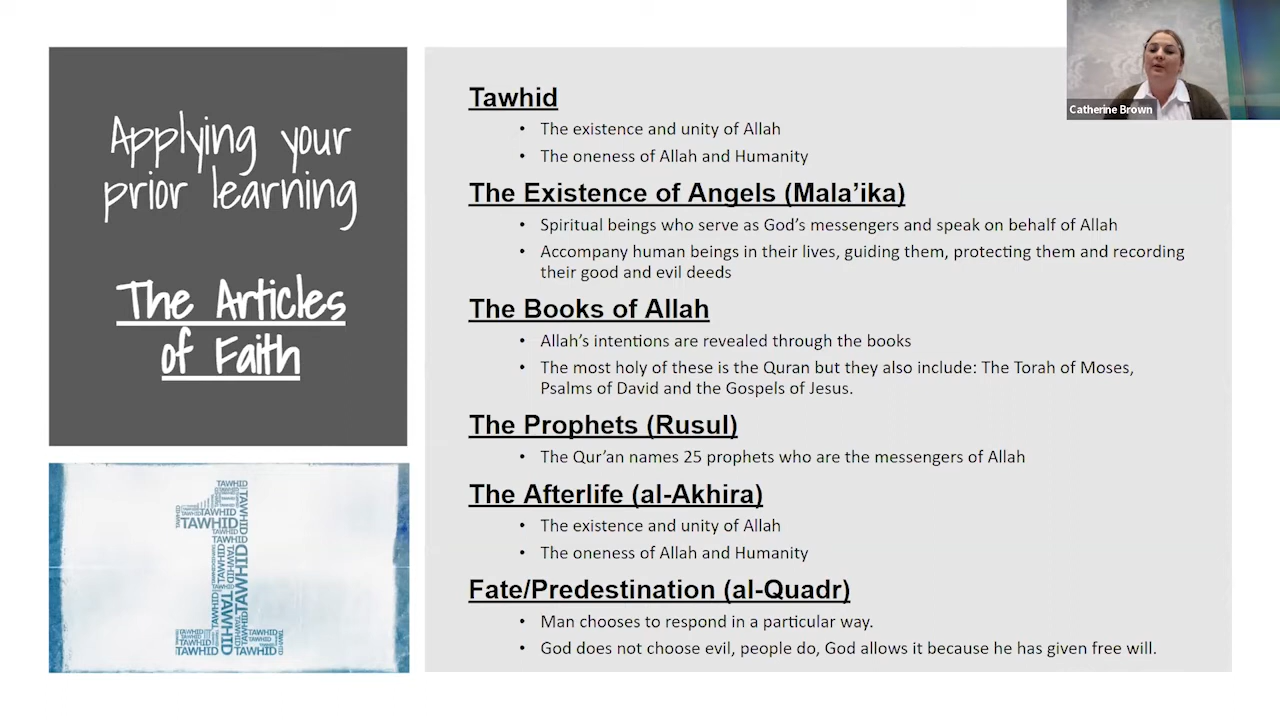 Applying your
prior learning
The Articles
of Faith
TAWHID
Tawhid
• The existence and unity of Allah
• The oneness of Allah and Humanity
The Existence of Angels (Mala’ika)
• Spiritual beings who serve as God’s messengers and speak on behalf of Allah
• Accompany human beings in their lives, guiding them, protecting them and recording
their good and evil deeds
The Books of Allah
• Allah’s intentions are revealed through the books
• The most holy of these is the Quran but they also include: The Torah of Moses,
Psalms of David and the Gospels of Jesus.
The Prophets (Rusul)
• The Qur’an names 25 prophets who are the messengers of Allah
The Afterlife (al-Akhira)
• The existence and unity of Allah
• The oneness of Allah and Humanity
Fate/Predestination (al-Quadr)
• Man chooses to respond in a particular way.
• God does not choose evil, people do, God allows it because he has given free will.
Catherine Brown